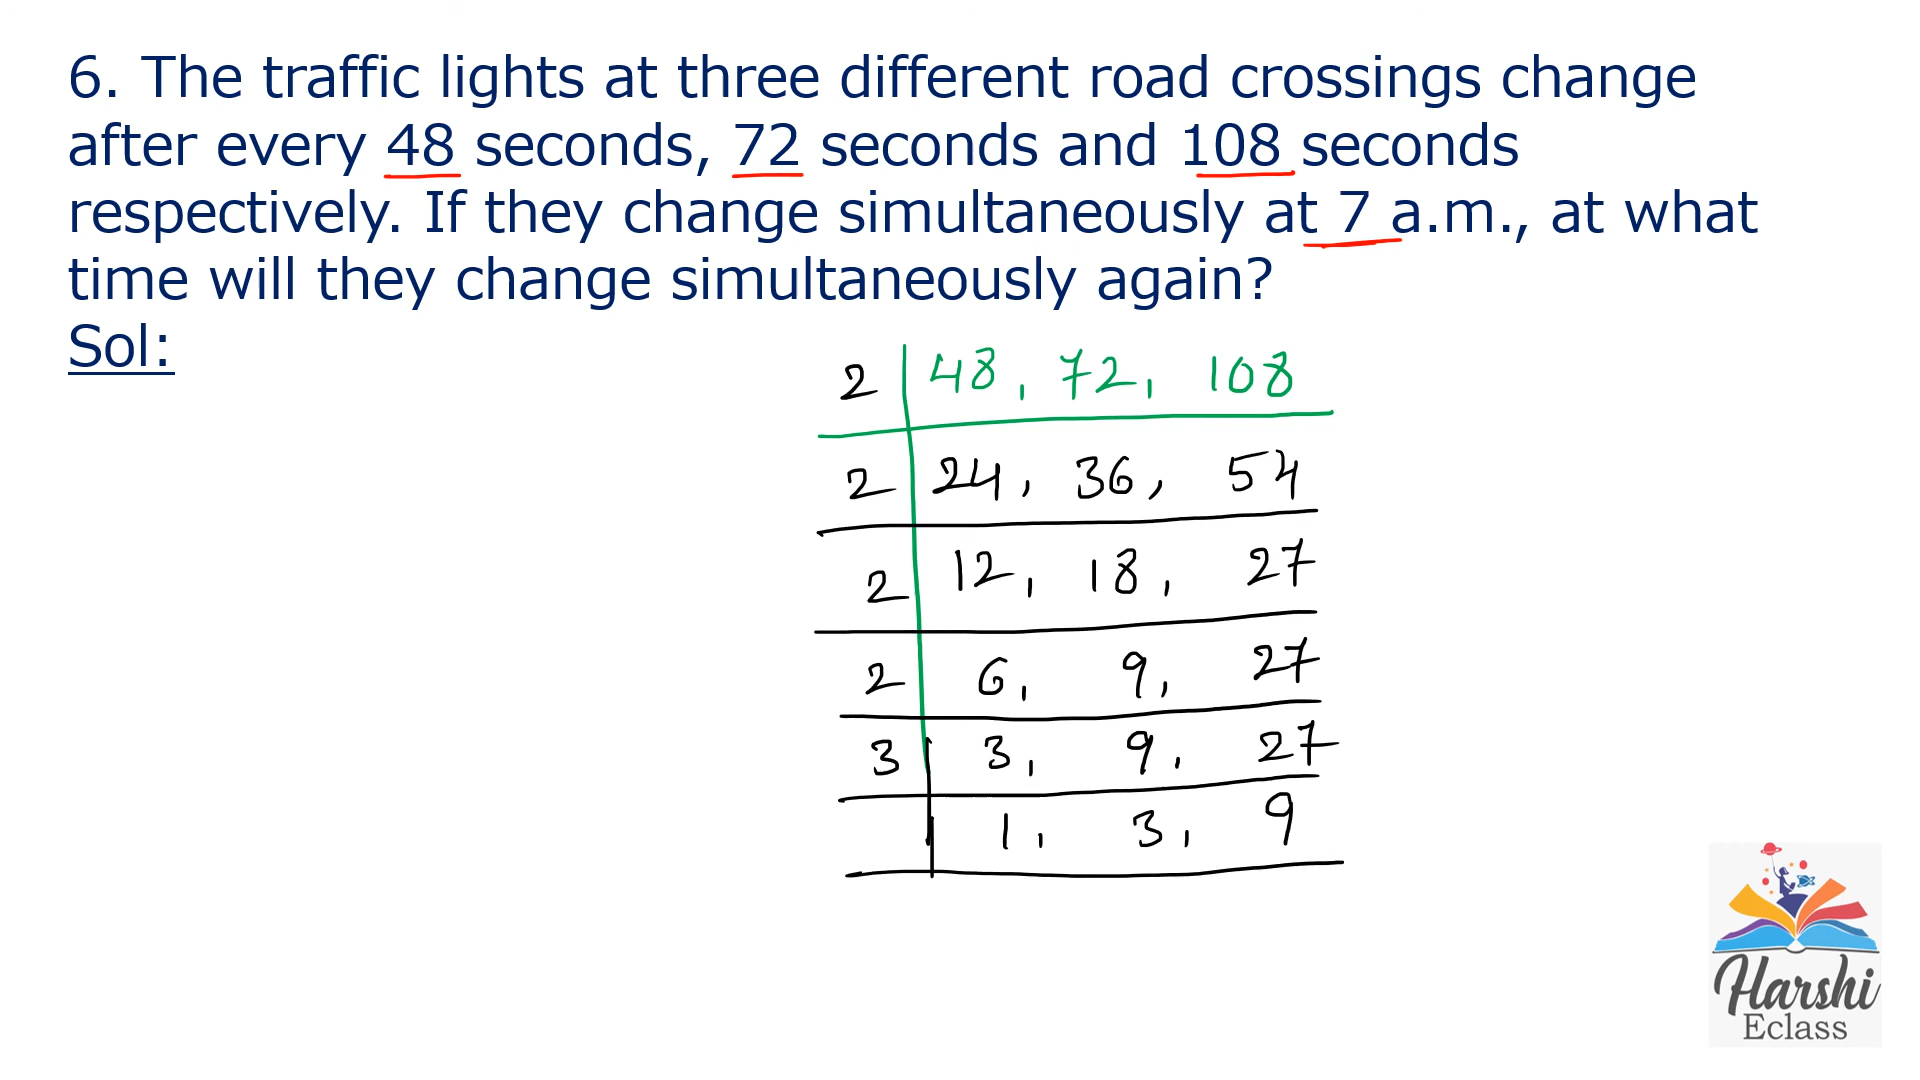 6. The traffic lights at three different road crossings change
after every 48 seconds, 72 seconds and 108 seconds
respectively. If they change simultaneously at 7 a.m., at what
time will they change simultaneously again?
Sol:
2 48, 72, 108
2 24, 36, 54
2 12, 18, 27
2 6, 9, 27
3 3, 9, 27
1, 3, 9
Harshi
Eclass